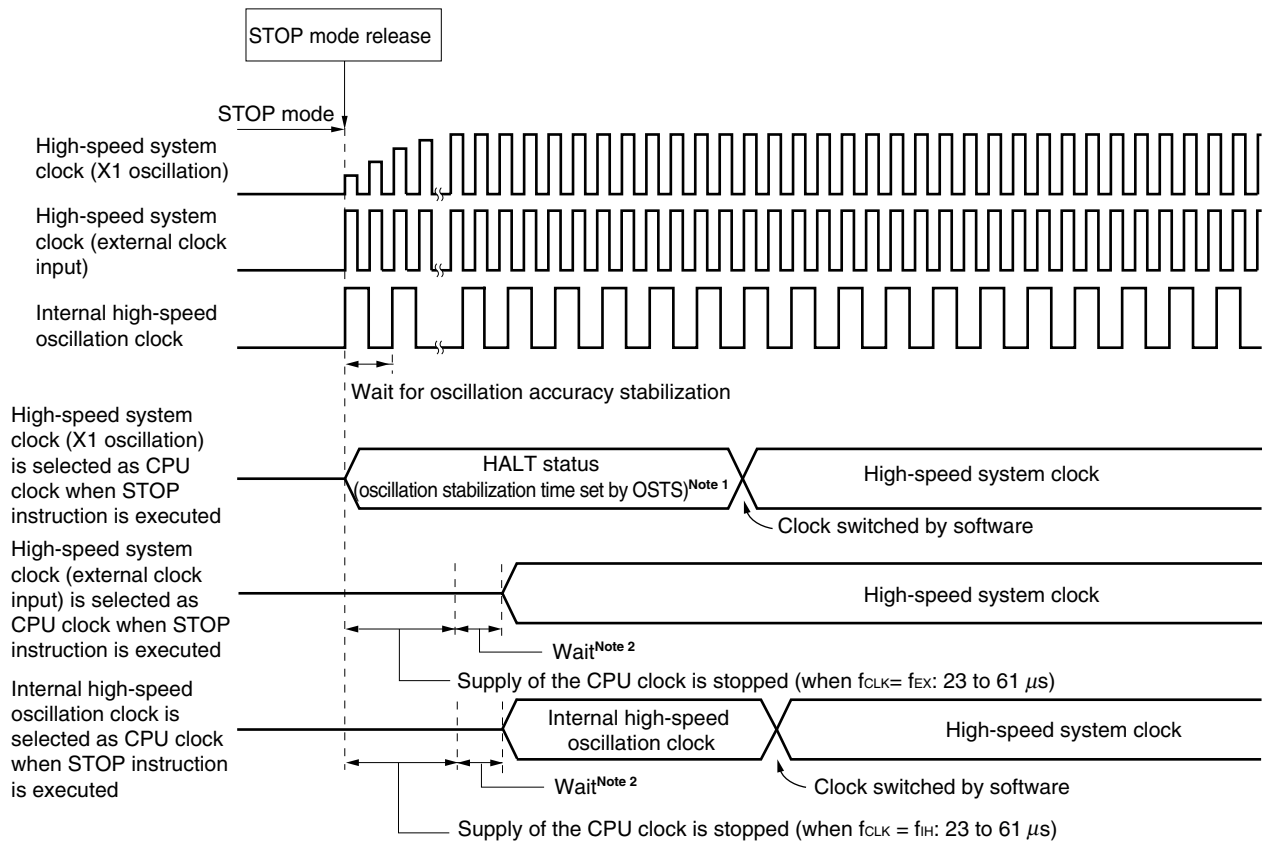 STOP mode release
STOP mode
High-speed system
clock (X1 oscillation)
High-speed system
clock (external clock
input)
Internal high-speed
oscillation clock
Wait for oscillation accuracy stabilization
High-speed system
clock (X1 oscillation)
is selected as CPU
clock when STOP
instruction is executed
HALT status
(oscillation stabilization time set by OSTS)Note 1
High-speed system clock
Clock switched by software
High-speed system
clock (external clock
input) is selected as
CPU clock when STOP
instruction is executed
High-speed system clock
WaitNote 2
Supply of the CPU clock is stopped (when fCLK= fEX: 23 to 61 μs)
Internal high-speed
oscillation clock is
selected as CPU clock
when STOP instruction
is executed
Internal high-speed
oscillation clock
High-speed system clock
WaitNote 2
Clock switched by software
Supply of the CPU clock is stopped (when fCLK = fIH: 23 to 61 μs)